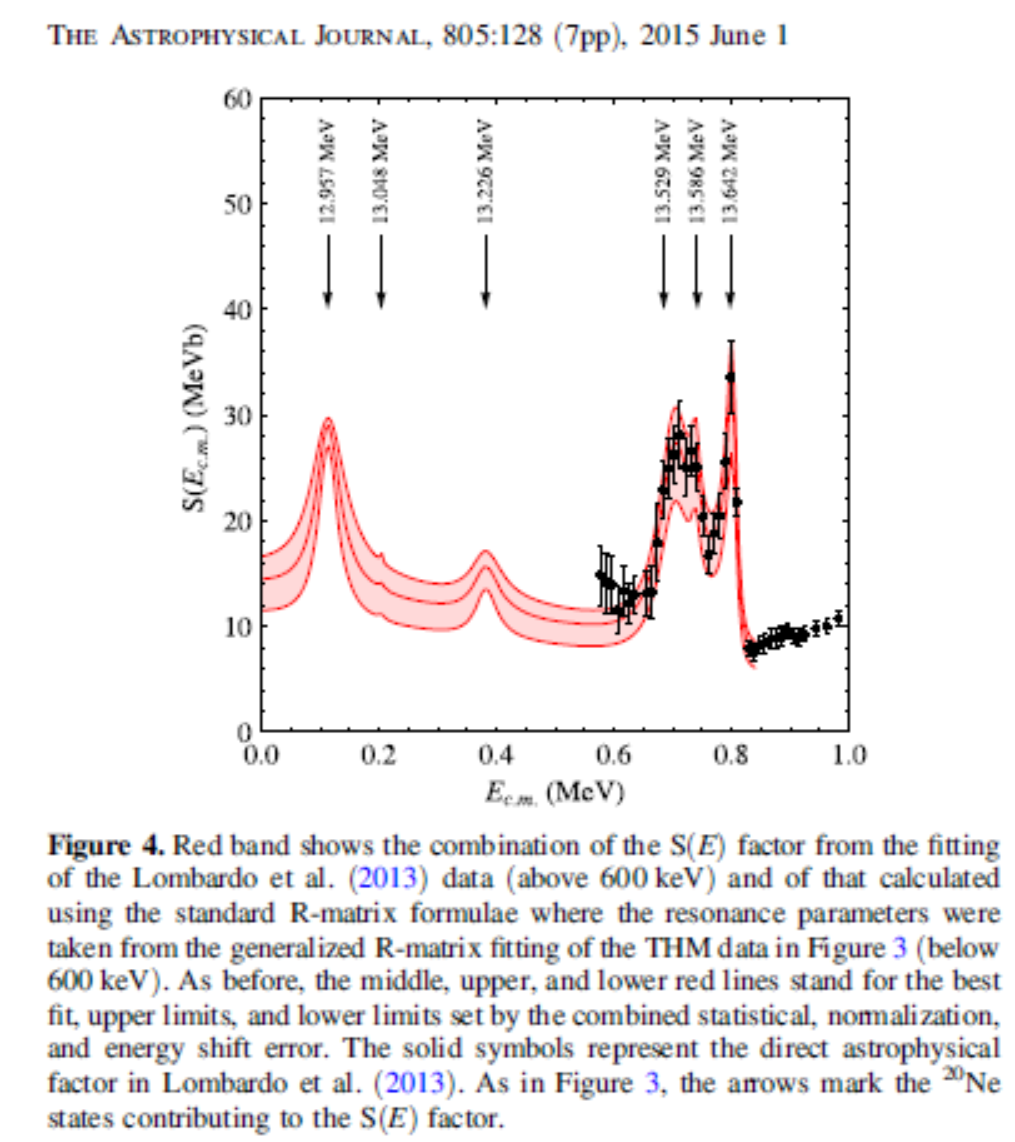 THE ASTROPHYSICAL JOURNAL, 805:128 (7pp), 2015 June 1
60
50
40
30
20
10
0
S(E_c.m.) (MeVb)
12.957 MeV
13.048 MeV
13.226 MeV
13.529 MeV
13.586 MeV
13.642 MeV
0.0 0.2 0.4 0.6 0.8 1.0
E_c.m. (MeV)
Figure 4. Red band shows the combination of the S(E) factor from the fitting
of the Lombardo et al. (2013) data (above 600 keV) and of that calculated
using the standard R-matrix formulae where the resonance parameters were
taken from the generalized R-matrix fitting of the THM data in Figure 3 (below
600 keV). As before, the middle, upper, and lower red lines stand for the best
fit, upper limits, and lower limits set by the combined statistical, normalization,
and energy shift error. The solid symbols represent the direct astrophysical
factor in Lombardo et al. (2013). As in Figure 3, the arrows mark the ²⁰Ne
states contributing to the S(E) factor.